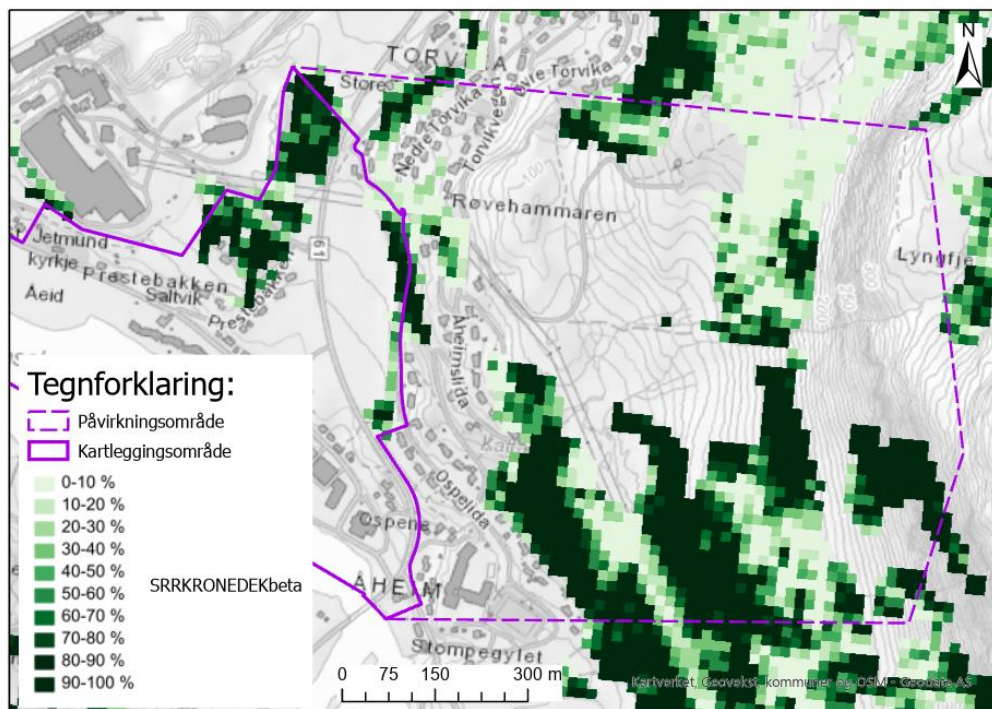 N
TORVIKA
Store
Øvre Torvika
Nedre Torvika
Torvikvegen
100
Røvehammaren
61
Lyngfje
Jetmund
kyrkje
Prestebakken
Saltvik
Prestebakken
Åeid
Åheimslida
200
250
Ospelida
Ospene
ÅHEIM
Stompegylet
Tegnforklaring:
Påvirkningsområde
Kartleggingsområde
0-10 %
10-20 %
20-30 %
30-40 %
40-50 %
50-60 %
60-70 %
70-80 %
80-90 %
90-100 %
SRRKRONEDEKbeta
0 75 150 300 m
Kartverket, Geovekst, kommuner og OSM - Geodata AS